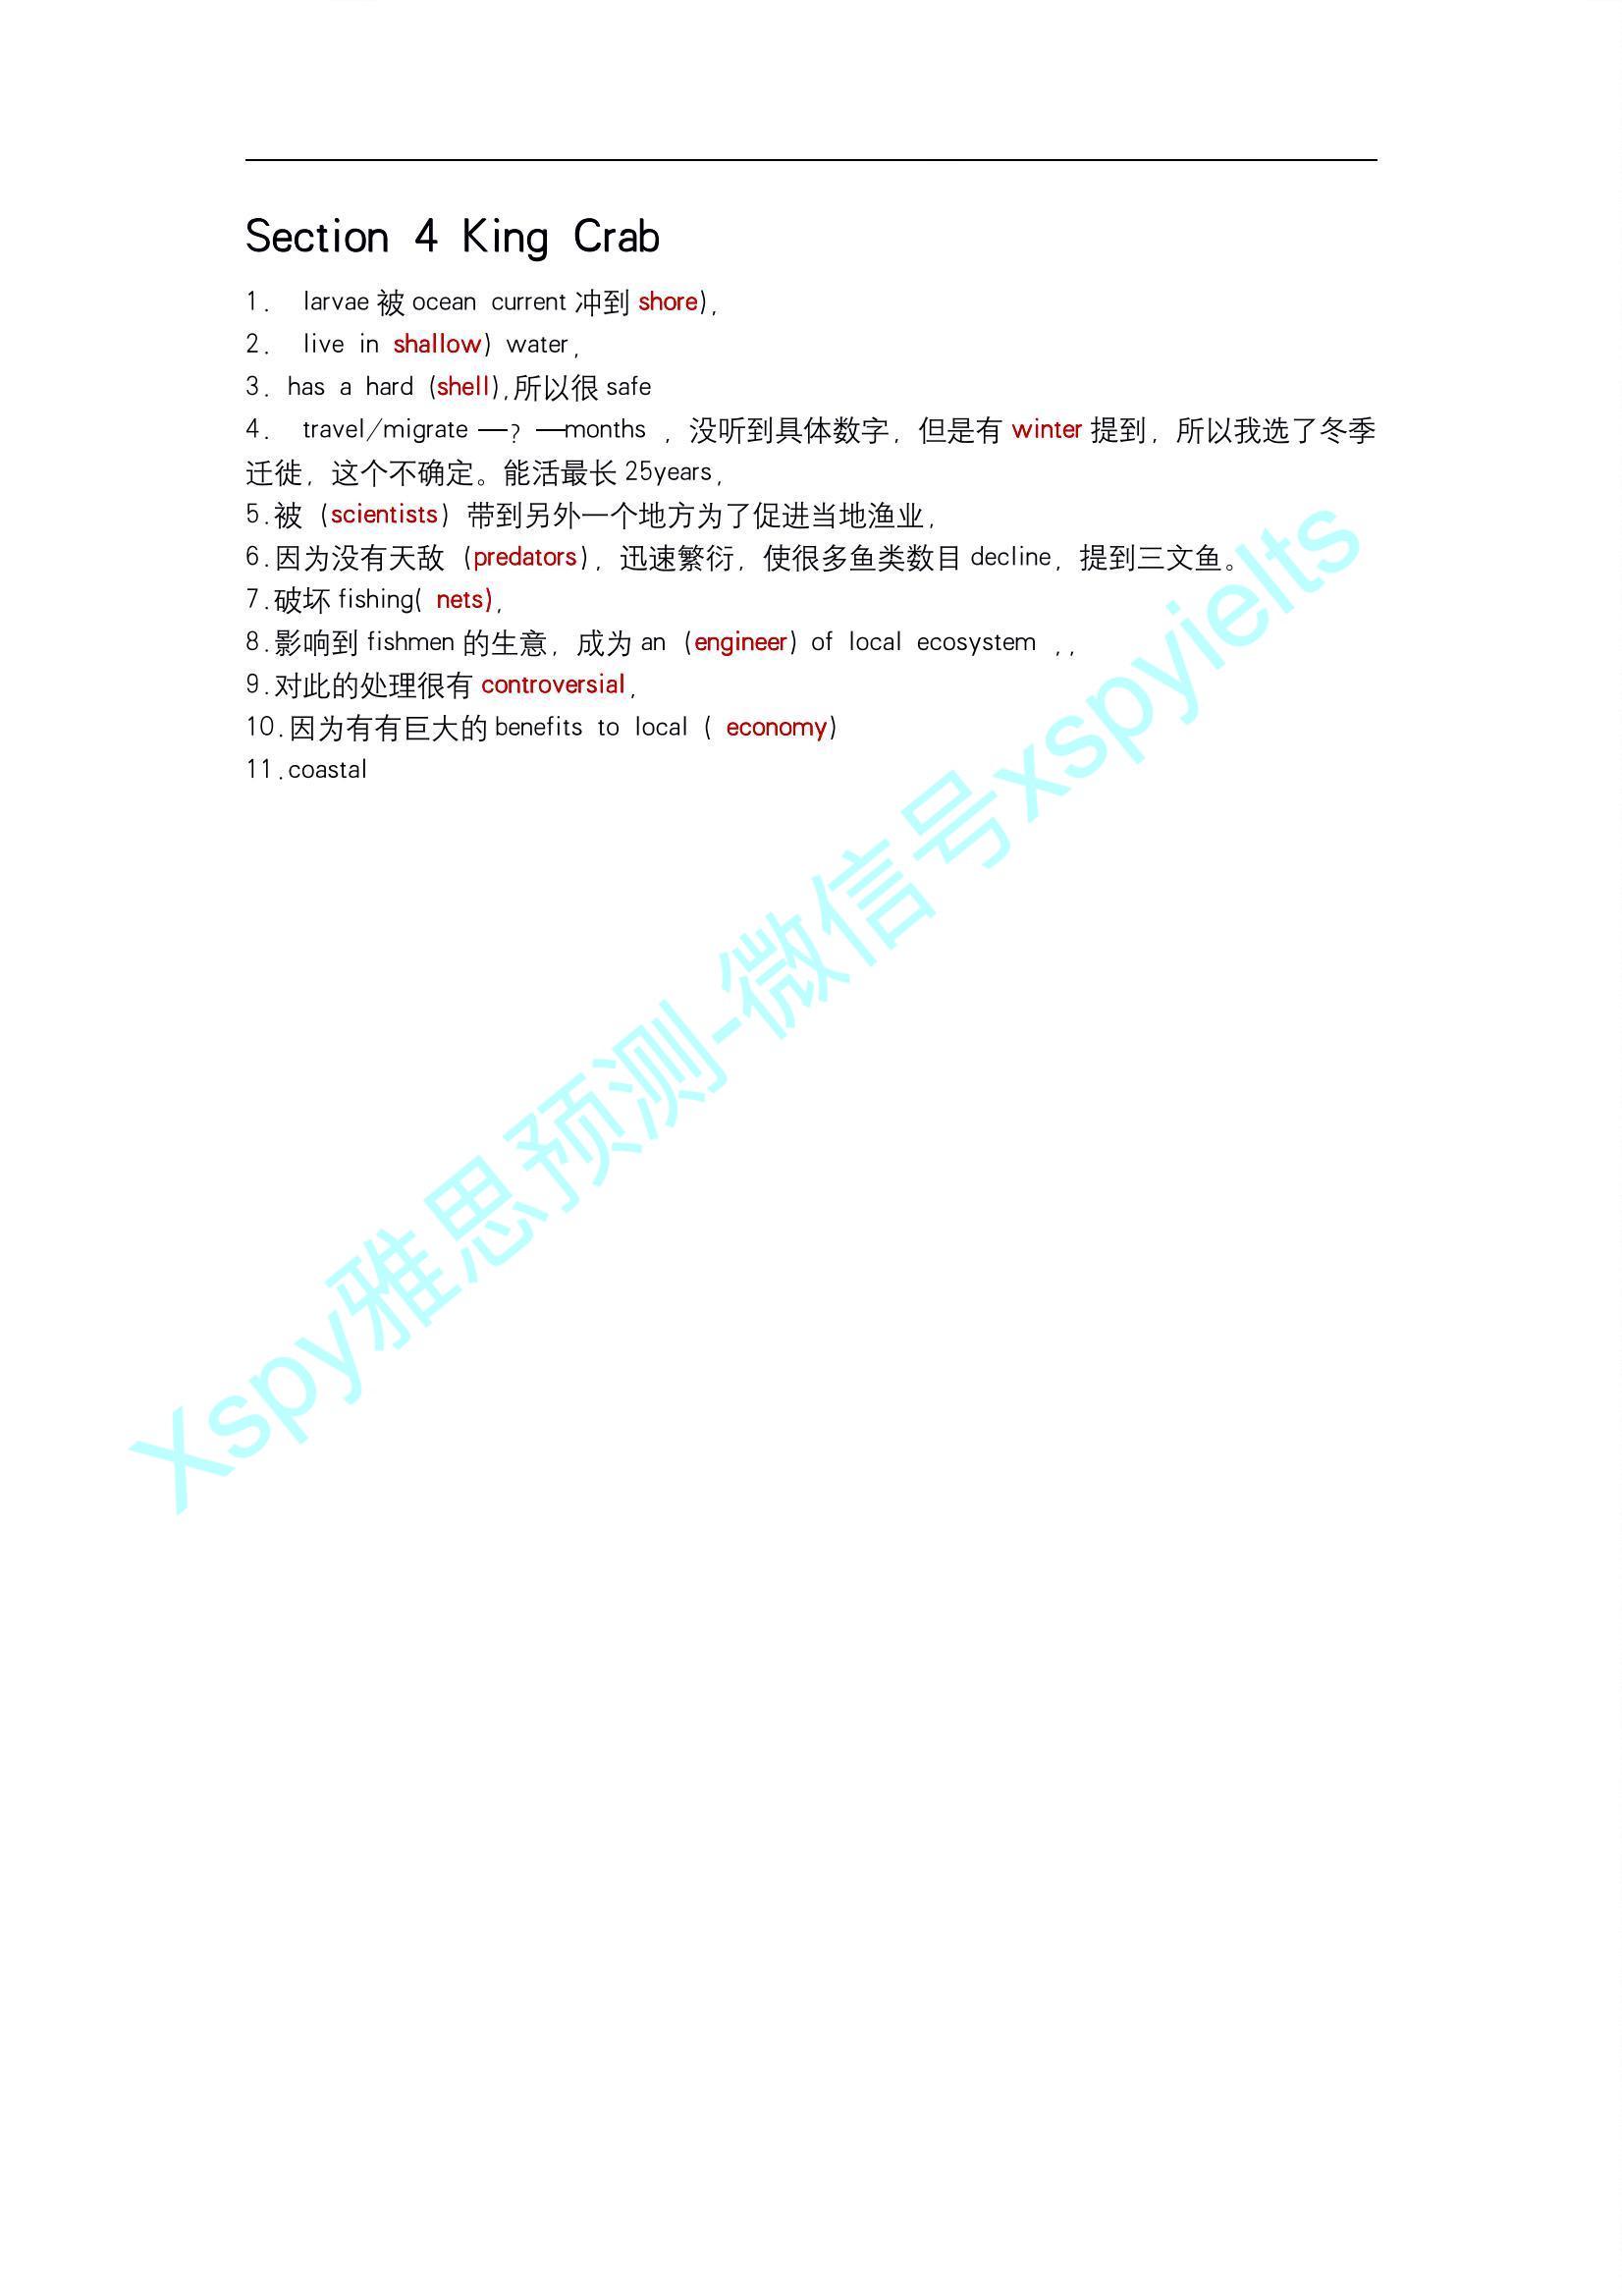 Section 4 King Crab
1. larvae 被 ocean current 冲到 shore),
2. live in shallow) water,
3. has a hard (shell),所以很 safe
4. travel/migrate —? —months ，没听到具体数字，但是有 winter 提到，所以我选了冬季
迁徙，这个不确定。能活最长 25years，
5.被（scientists）带到另外一个地方为了促进当地渔业，
6.因为没有天敌（predators），迅速繁衍，使很多鱼类数目 decline，提到三文鱼。
7.破坏 fishing( nets),
8.影响到 fishmen 的生意，成为 an（engineer）of local ecosystem ,,
9.对此的处理很有 controversial，
10.因为有有巨大的 benefits to local ( economy)
11.coastal
Xspy雅思预测-微信号xspyielts